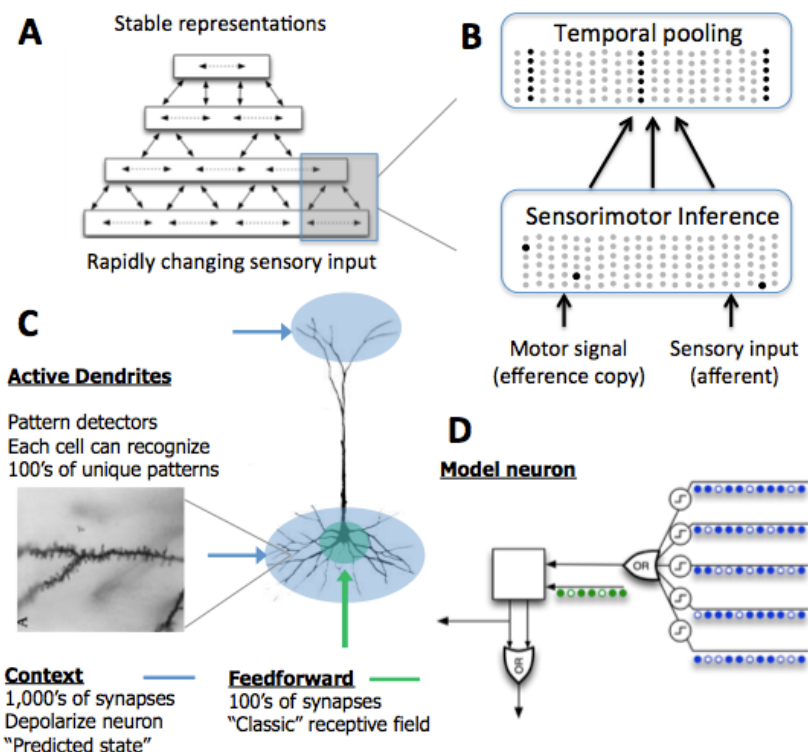 A
Stable representations
Rapidly changing sensory input
B
Temporal pooling
Sensorimotor Inference
Motor signal
(efference copy)
Sensory input
(afferent)
C
Active Dendrites
Pattern detectors
Each cell can recognize
100’s of unique patterns
A
Context
1,000’s of synapses
Depolarize neuron
“Predicted state”
Feedforward
100’s of synapses
“Classic” receptive field
D
Model neuron
OR
OR